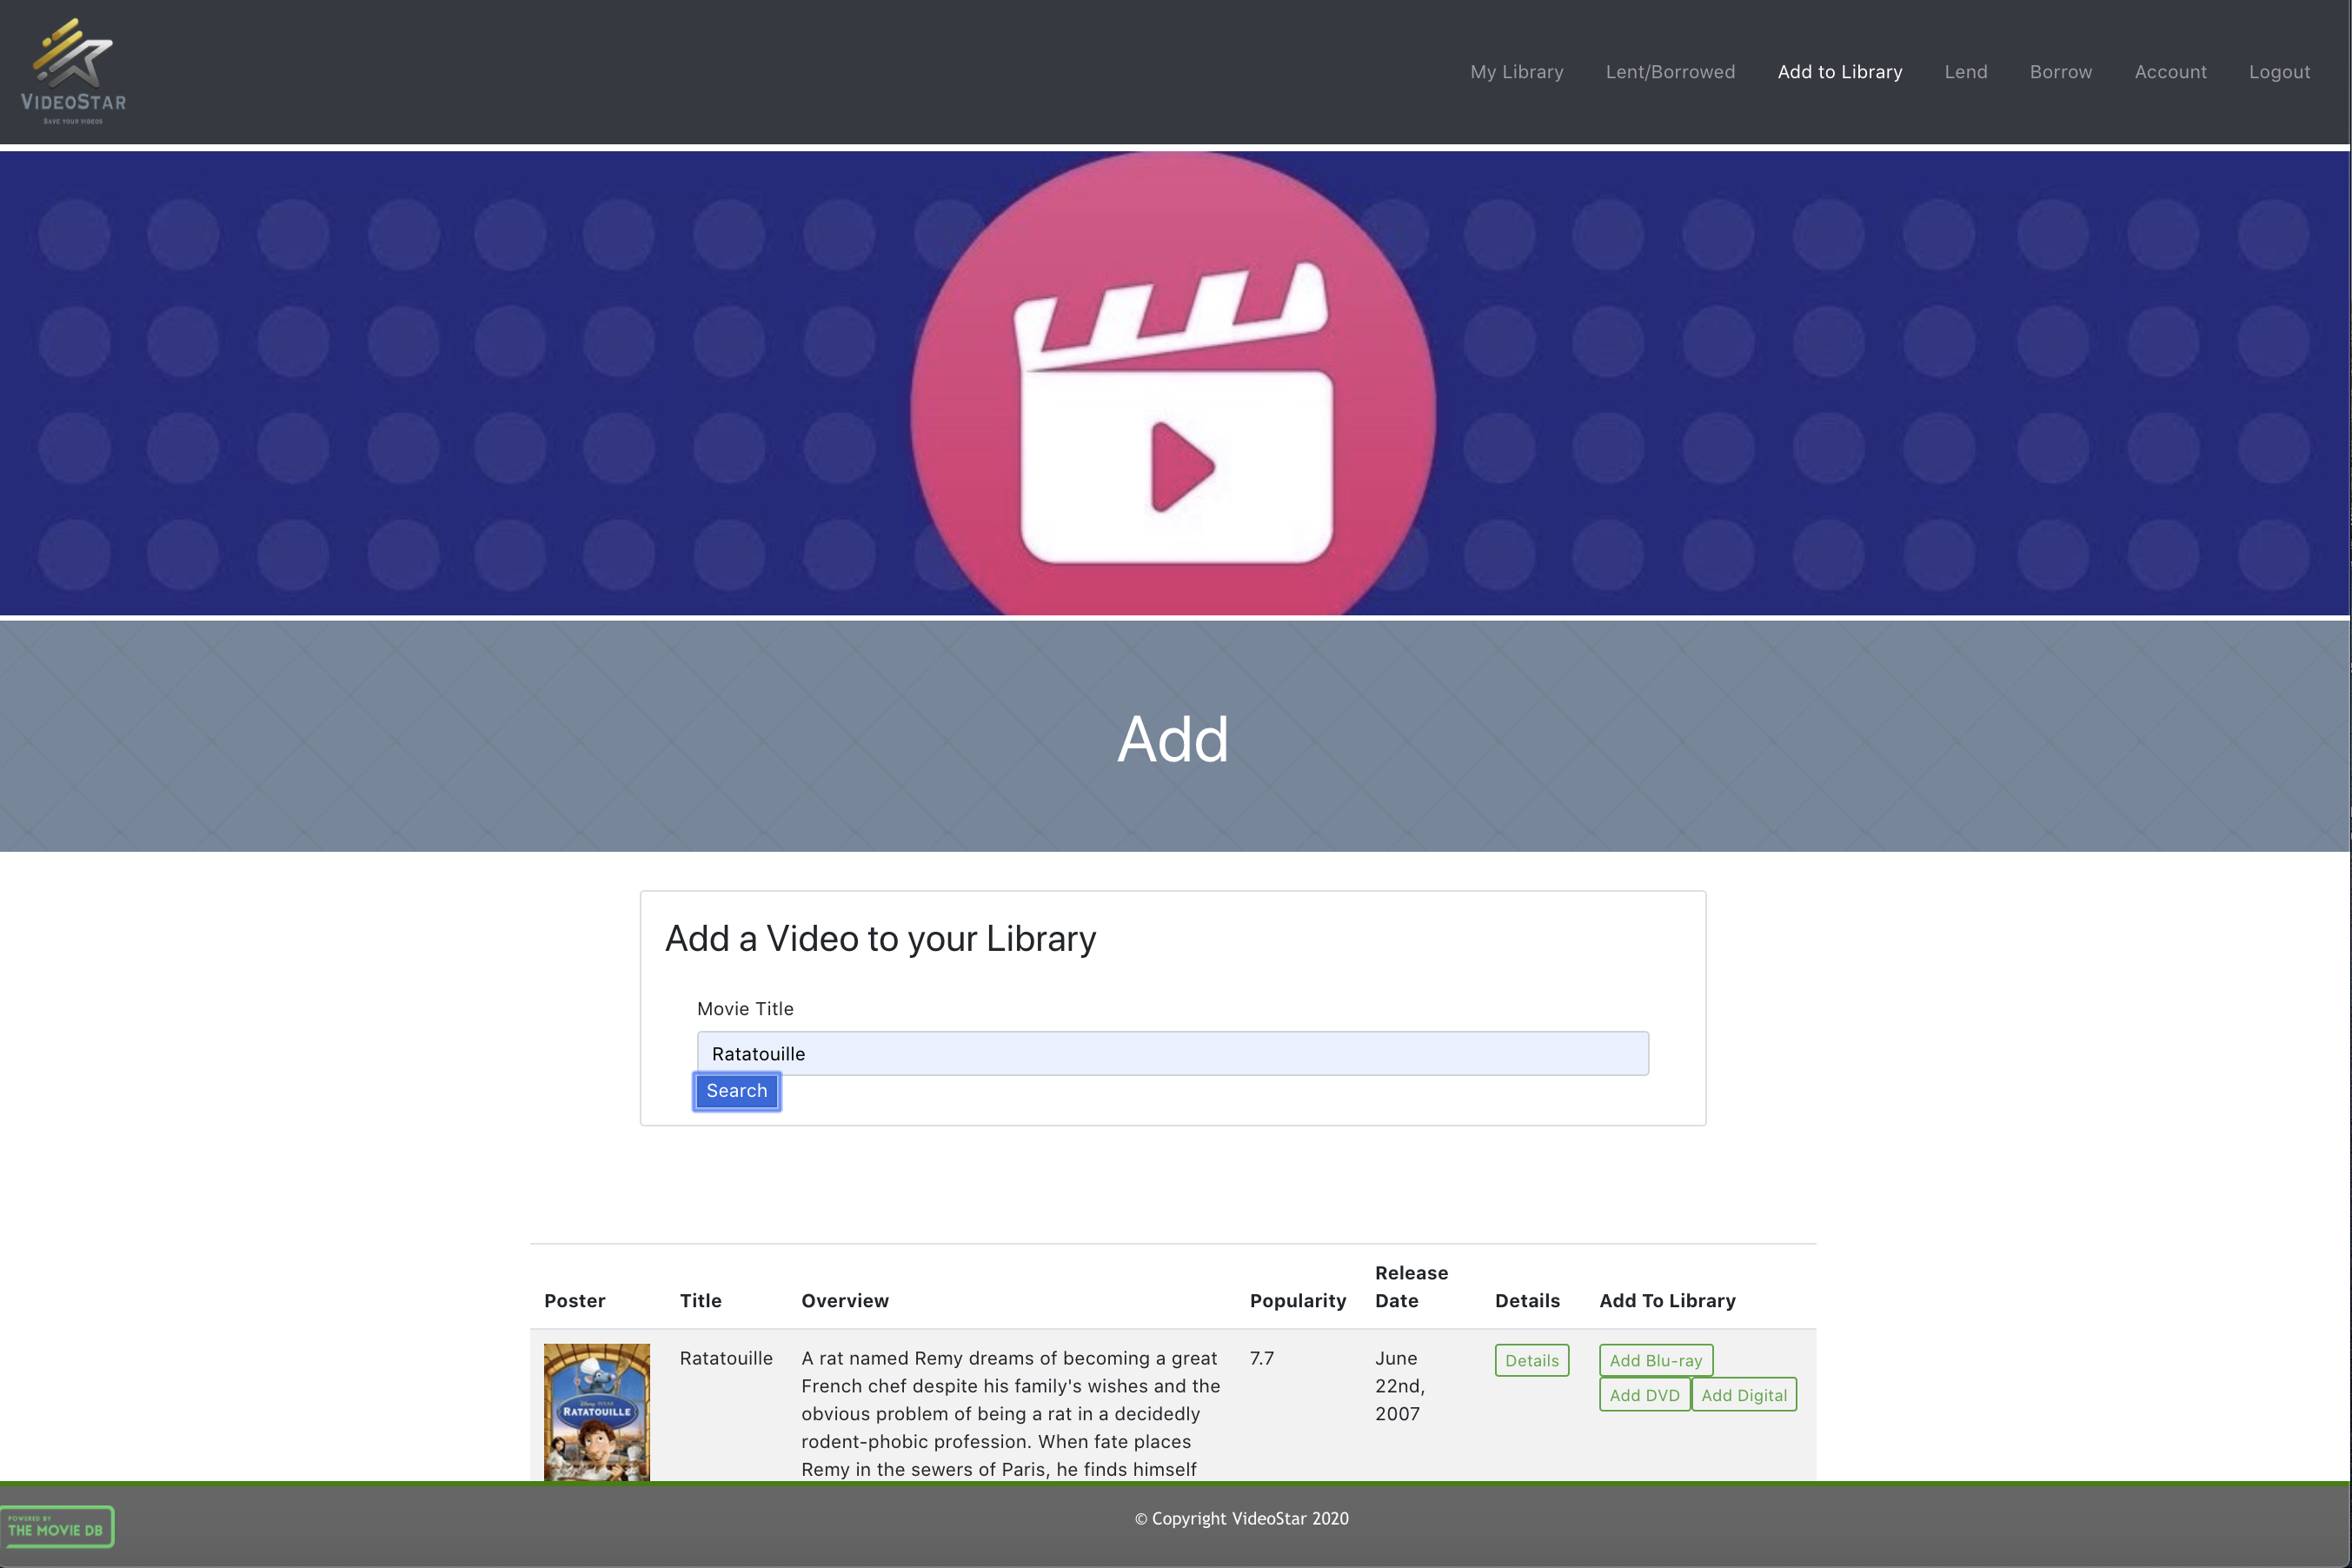 VIDEOSTAR
SAVE YOUR VIDEOS
My Library Lent/Borrowed Add to Library Lend Borrow Account Logout
Add
Add a Video to your Library
Movie Title
Ratatouille
Search
Poster Title Overview Popularity Release Date Details Add To Library
RATATOUILLE
Ratatouille
A rat named Remy dreams of becoming a great
French chef despite his family's wishes and the
obvious problem of being a rat in a decidedly
rodent-phobic profession. When fate places
Remy in the sewers of Paris, he finds himself
7.7
June
22nd,
2007
Details
Add Blu-ray
Add DVD Add Digital
POWERED BY
THE MOVIE DB
© Copyright VideoStar 2020